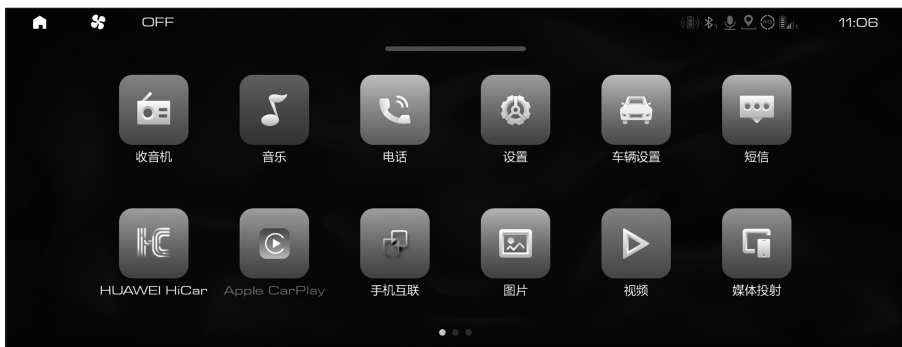 OFF
11:06
收音机
音乐
电话
设置
车辆设置
短信
HUAWEI HiCar
Apple CarPlay
手机互联
图片
视频
媒体投射